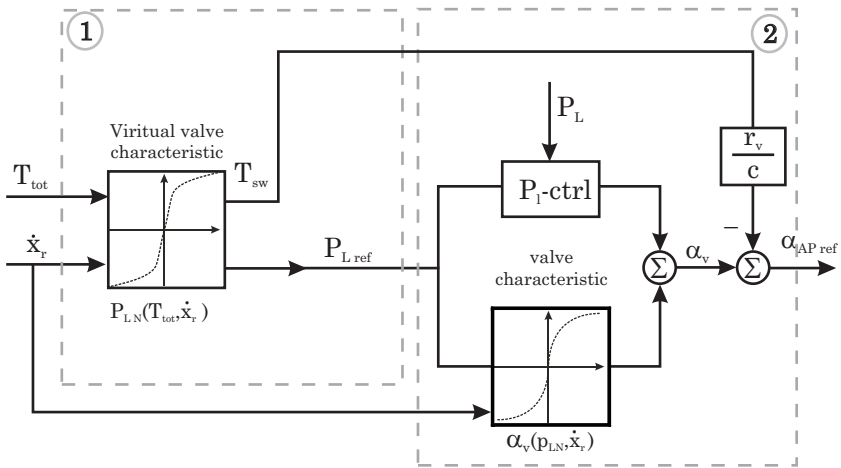 1
2
Viritual valve
characteristic
T_tot
T_sw
ẋ_r
P_L N(T_tot,ẋ_r )
P_L ref
P_L
P_l-ctrl
valve
characteristic
α_v(p_LN,ẋ_r)
Σ
α_v
Σ
−
r_v
c
α_AP ref